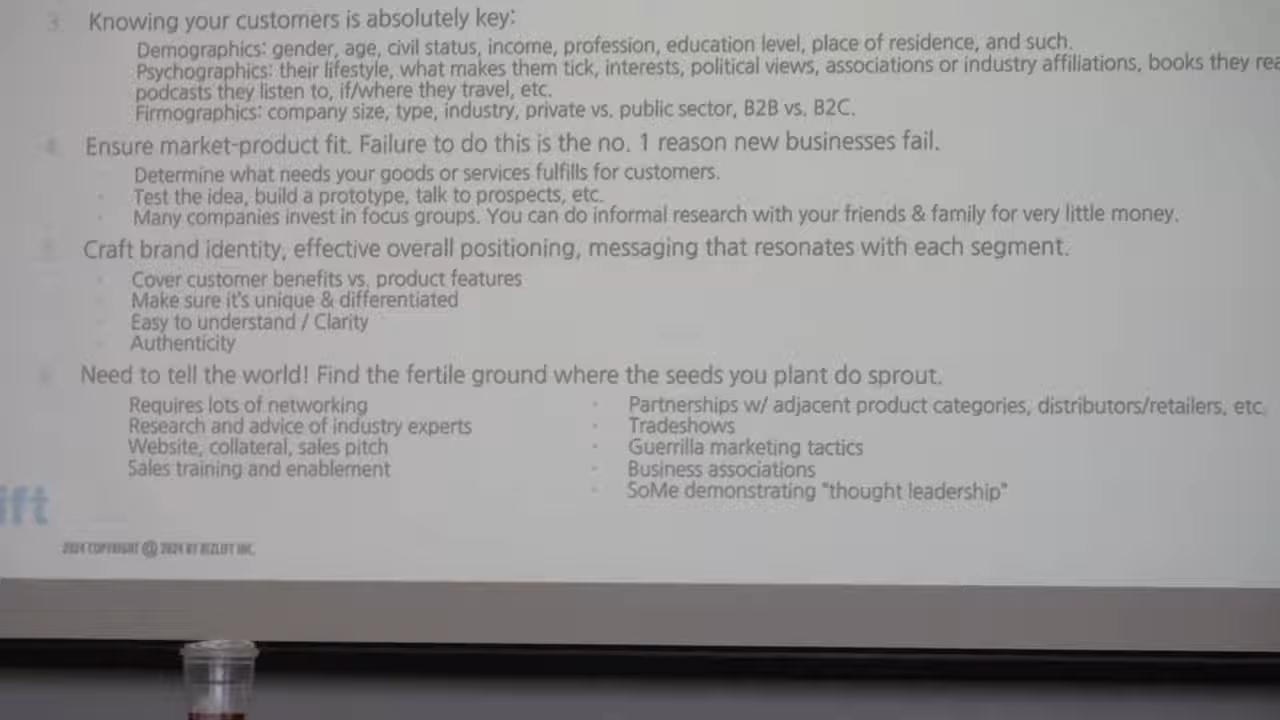 3. Knowing your customers is absolutely key:
Demographics: gender, age, civil status, income, profession, education level, place of residence, and such.
Psychographics: their lifestyle, what makes them tick, interests, political views, associations or industry affiliations, books they rea
podcasts they listen to, if/where they travel, etc.
Firmographics: company size, type, industry, private vs. public sector, B2B vs. B2C.
Ensure market-product fit. Failure to do this is the no. 1 reason new businesses fail.
Determine what needs your goods or services fulfills for customers.
Test the idea, build a prototype, talk to prospects, etc.
Many companies invest in focus groups. You can do informal research with your friends & family for very little money.
Craft brand identity, effective overall positioning, messaging that resonates with each segment.
Cover customer benefits vs. product features
Make sure it's unique & differentiated
Easy to understand / Clarity
Authenticity
Need to tell the world! Find the fertile ground where the seeds you plant do sprout.
Requires lots of networking
Research and advice of industry experts
Website, collateral, sales pitch
Sales training and enablement
Partnerships w/ adjacent product categories, distributors/retailers, etc.
Tradeshows
Guerrilla marketing tactics
Business associations
SoMe demonstrating "thought leadership"
ift
2024 COPYRIGHT @ 2024 BY BIZLIFT INC.